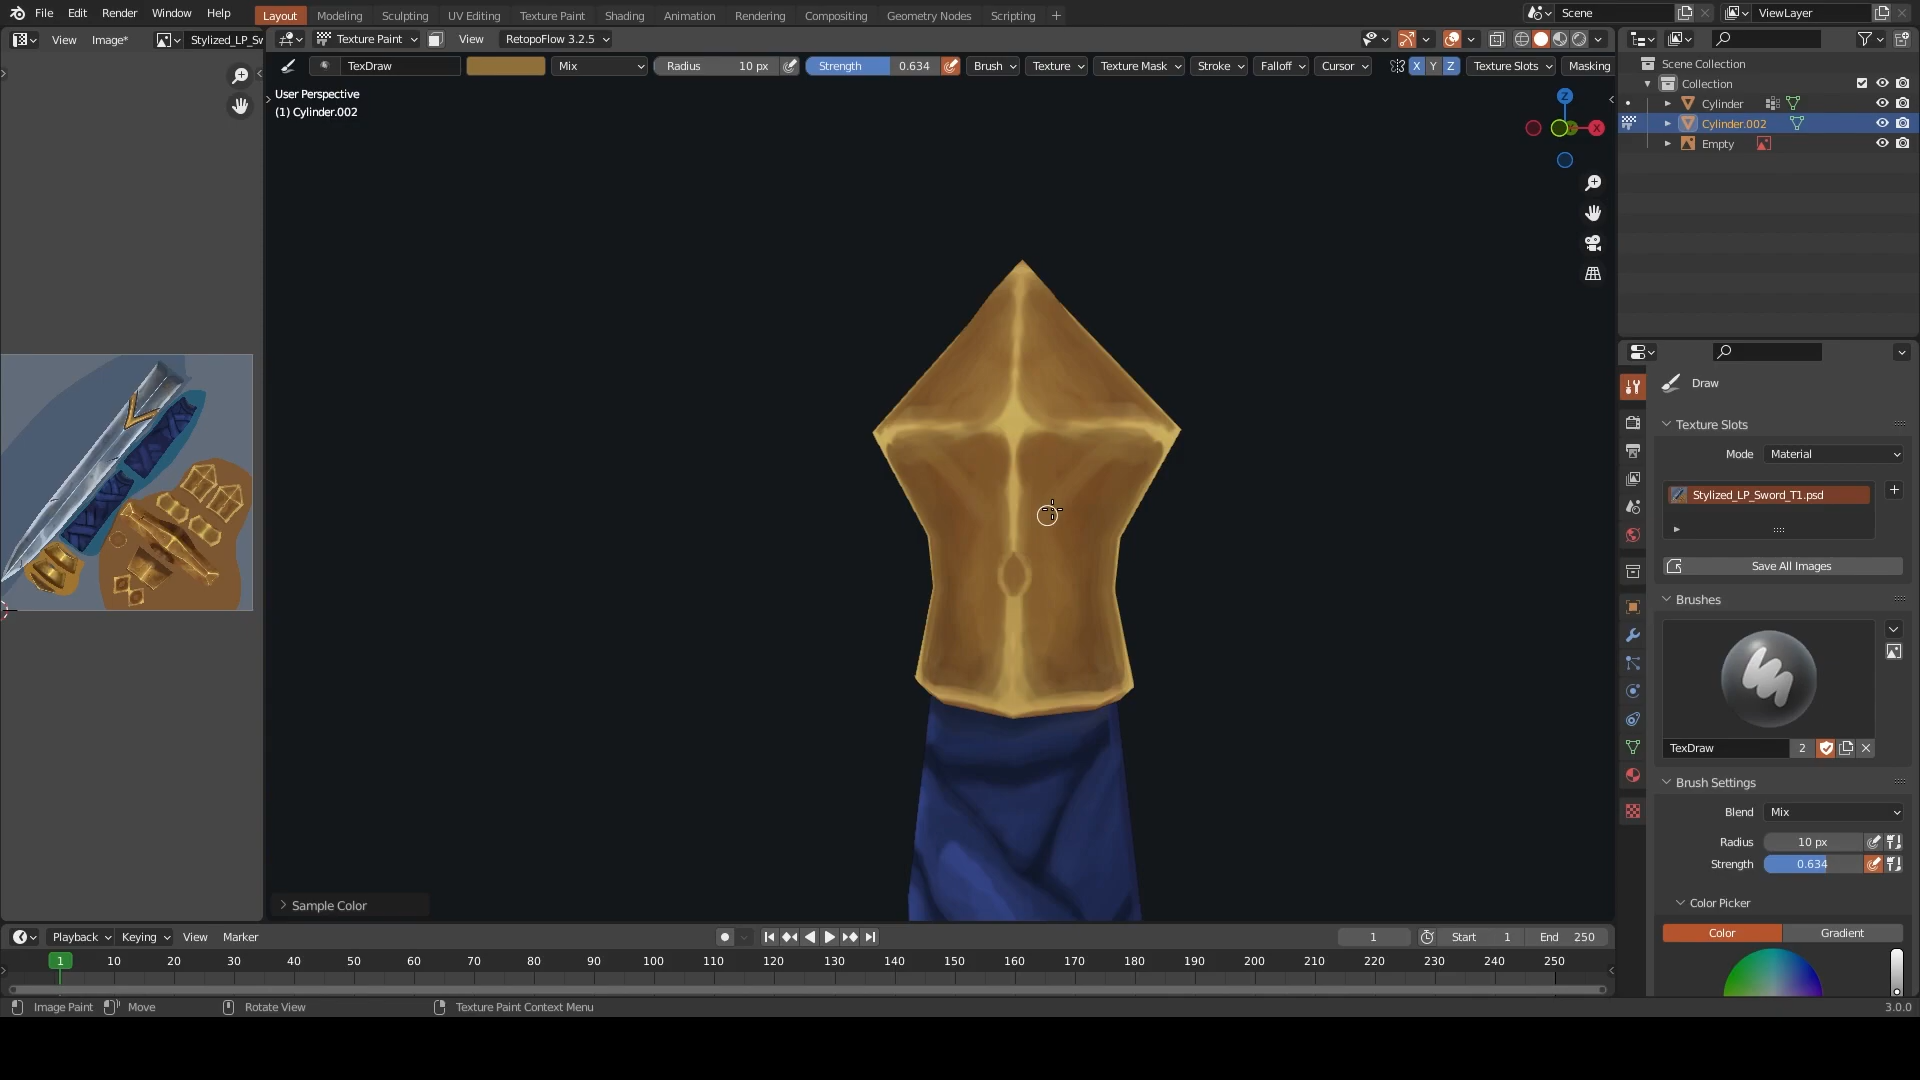 File Edit Render Window Help Layout Modeling Sculpting UV Editing Texture Paint Shading Animation Rendering Compositing Geometry Nodes Scripting + Scene ViewLayer
View Image* Stylized_LP_Sw Texture Paint View RetopoFlow 3.2.5
TexDraw Mix Radius 10 px Strength 0.634 Brush Texture Texture Mask Stroke Falloff Cursor X Y Z Texture Slots Masking
User Perspective
(1) Cylinder.002
Z
X
Sample Color
Scene Collection
Collection
Cylinder
Cylinder.002
Empty
Draw
Texture Slots
Mode Material
Stylized_LP_Sword_T1.psd
Save All Images
Brushes
TexDraw 2
Brush Settings
Blend Mix
Radius 10 px
Strength 0.634
Color Picker
Color Gradient
Playback Keying View Marker 1 Start 1 End 250
1 10 20 30 40 50 60 70 80 90 100 110 120 130 140 150 160 170 180 190 200 210 220 230 240 250
Image Paint Move Rotate View Texture Paint Context Menu 3.0.0